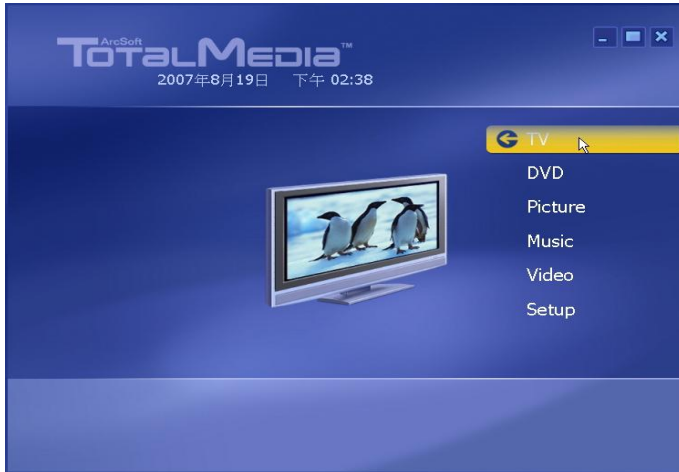 ArcSoft
TOTALMEDIA™
2007年8月19日 下午 02:38
TV
DVD
Picture
Music
Video
Setup